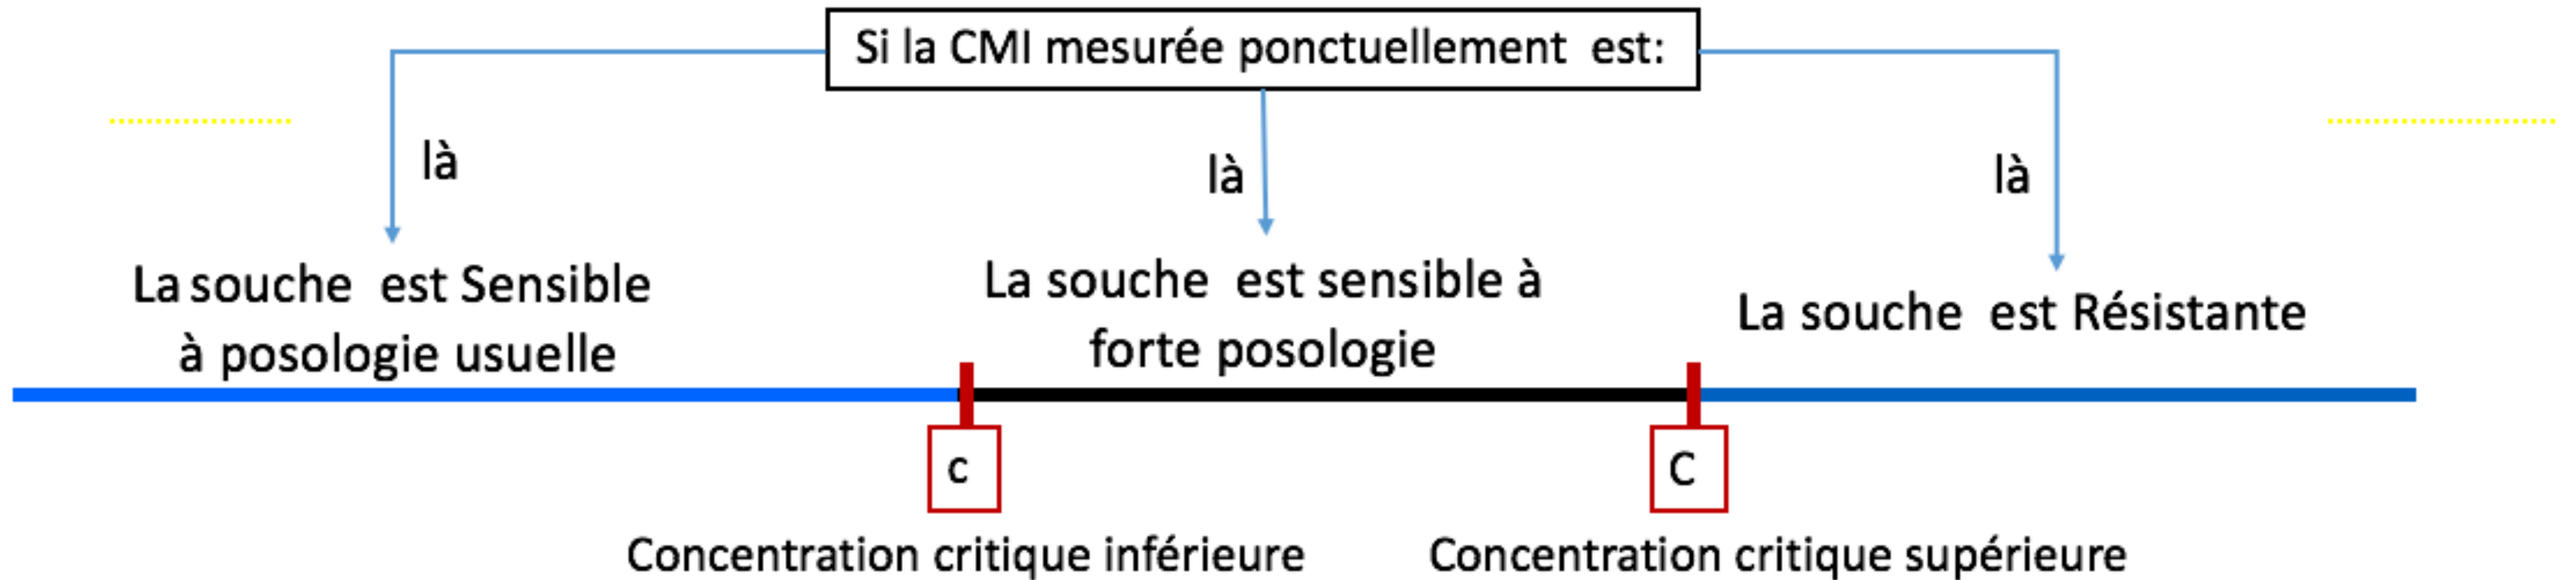 Si la CMI mesurée ponctuellement est:
là
là
là
La souche est Sensible
à posologie usuelle
La souche est sensible à
forte posologie
La souche est Résistante
c
C
Concentration critique inférieure
Concentration critique supérieure